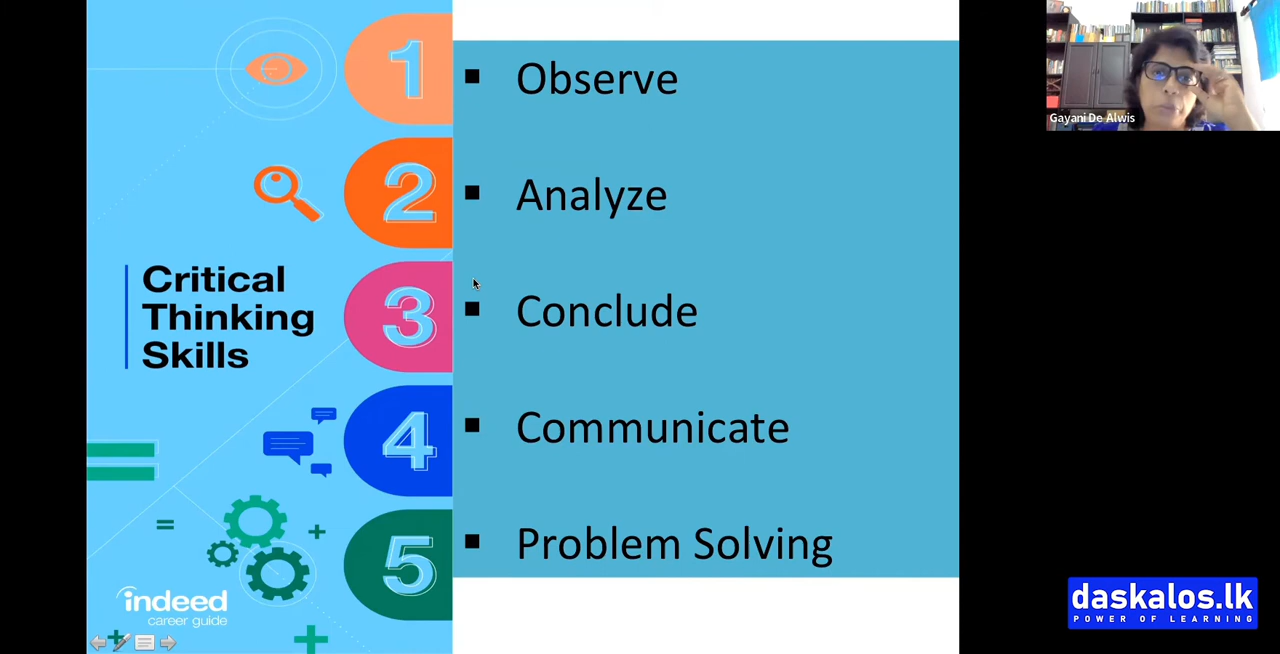 Critical
Thinking
Skills
1
2
3
4
5
▪ Observe
▪ Analyze
▪ Conclude
▪ Communicate
▪ Problem Solving
indeed
career guide
Gayani De Alwis
daskalos.lk
POWER OF LEARNING